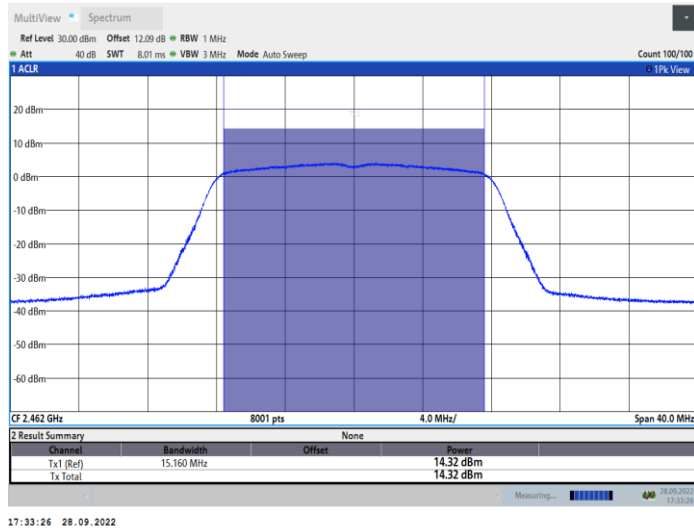 MultiView Spectrum
Ref Level 30.00 dBm Offset 12.09 dB RBW 1 MHz
Att 40 dB SWT 8.01 ms VBW 3 MHz Mode Auto Sweep Count 100/100
1 ACLR 1Pk View
20 dBm
10 dBm
0 dBm
-10 dBm
-20 dBm
-30 dBm
-40 dBm
-50 dBm
-60 dBm
CF 2.462 GHz 8001 pts 4.0 MHz/ Span 40.0 MHz
2 Result Summary None
Channel Bandwidth Offset Power
Tx1 (Ref) 15.160 MHz 14.32 dBm
Tx Total 14.32 dBm
Measuring... 28.09.2022
17:33:26
17:33:26 28.09.2022